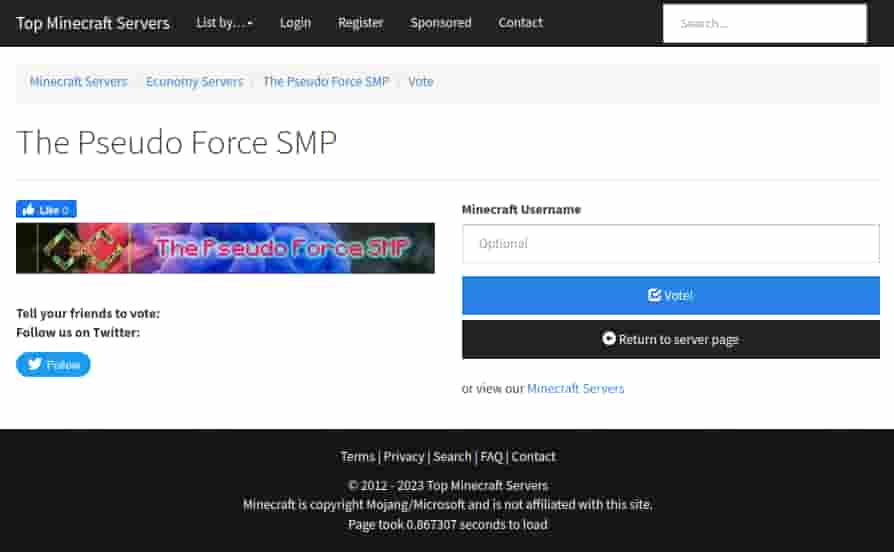 Top Minecraft Servers List by... Login Register Sponsored Contact Search...
Minecraft Servers / Economy Servers / The Pseudo Force SMP / Vote
The Pseudo Force SMP
Like 0
The Pseudo Force SMP
Tell your friends to vote:
Follow us on Twitter:
Follow
Minecraft Username
Optional
Vote!
Return to server page
or view our Minecraft Servers
Terms | Privacy | Search | FAQ | Contact
© 2012 - 2023 Top Minecraft Servers
Minecraft is copyright Mojang/Microsoft and is not affiliated with this site.
Page took 0.867307 seconds to load